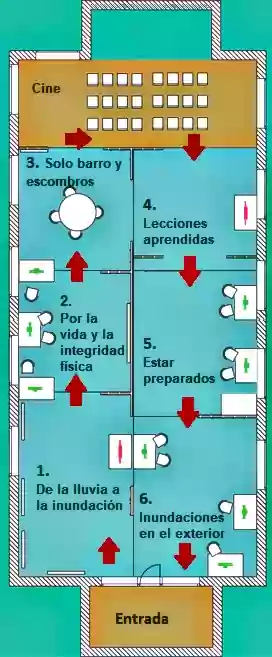 Cine
3. Solo barro y
escombros
4.
Lecciones
aprendidas
2.
Por la
vida y la
integridad
física
5.
Estar
preparados
1.
De la lluvia a
la inundación
6.
Inundaciones
en el exterior
Entrada